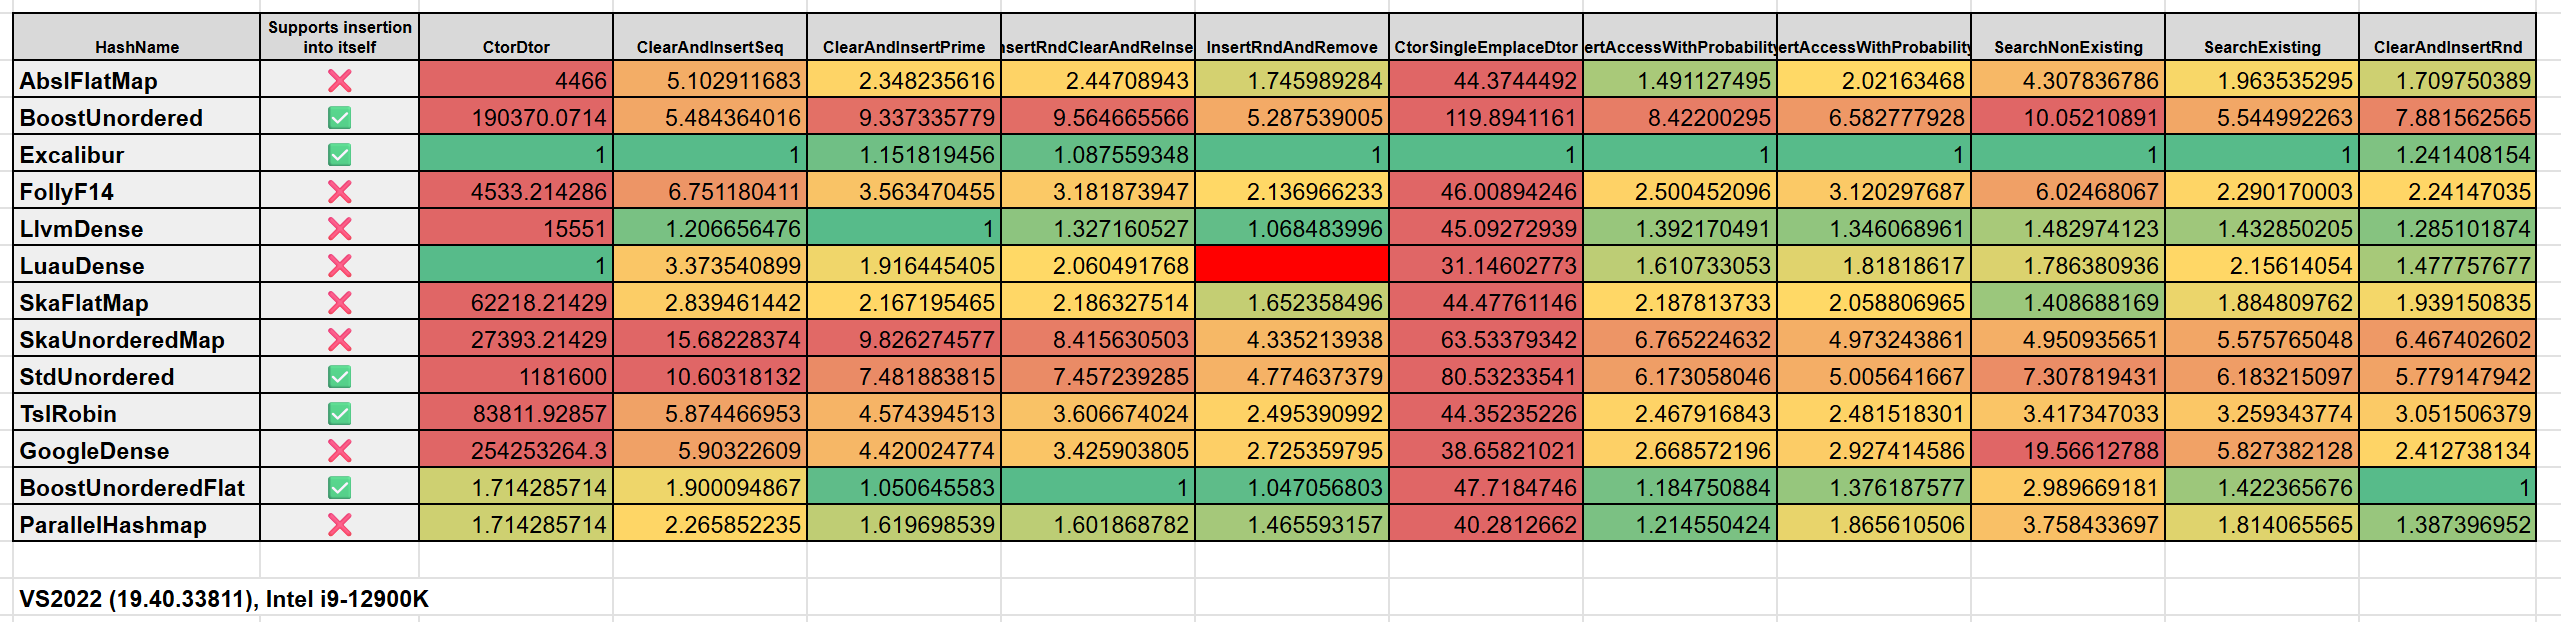 HashName Supports insertion into itself CtorDtor ClearAndInsertSeq ClearAndInsertPrime nsertRndClearAndReInse InsertRndAndRemove CtorSingleEmplaceDtor ertAccessWithProbability ertAccessWithProbability SearchNonExisting SearchExisting ClearAndInsertRnd
AbslFlatMap ❌ 4466 5.102911683 2.348235616 2.44708943 1.745989284 44.3744492 1.491127495 2.02163468 4.307836786 1.963535295 1.709750389
BoostUnordered ✅ 190370.0714 5.484364016 9.337335779 9.564665566 5.287539005 119.8941161 8.42200295 6.582777928 10.05210891 5.544992263 7.881562565
Excalibur ✅ 1 1 1.151819456 1.087559348 1 1 1 1 1 1 1.241408154
FollyF14 ❌ 4533.214286 6.751180411 3.563470455 3.181873947 2.136966233 46.00894246 2.500452096 3.120297687 6.02468067 2.290170003 2.24147035
LlvmDense ❌ 15551 1.206656476 1 1.327160527 1.068483996 45.09272939 1.392170491 1.346068961 1.482974123 1.432850205 1.285101874
LuauDense ❌ 1 3.373540899 1.916445405 2.060491768 31.14602773 1.610733053 1.81818617 1.786380936 2.15614054 1.477757677
SkaFlatMap ❌ 62218.21429 2.839461442 2.167195465 2.186327514 1.652358496 44.47761146 2.187813733 2.058806965 1.408688169 1.884809762 1.939150835
SkaUnorderedMap ❌ 27393.21429 15.68228374 9.826274577 8.415630503 4.335213938 63.53379342 6.765224632 4.973243861 4.950935651 5.575765048 6.467402602
StdUnordered ✅ 1181600 10.60318132 7.481883815 7.457239285 4.774637379 80.53233541 6.173058046 5.005641667 7.307819431 6.183215097 5.779147942
TslRobin ✅ 83811.92857 5.874466953 4.574394513 3.606674024 2.495390992 44.35235226 2.467916843 2.481518301 3.417347033 3.259343774 3.051506379
GoogleDense ❌ 254253264.3 5.90322609 4.420024774 3.425903805 2.725359795 38.65821021 2.668572196 2.927414586 19.56612788 5.827382128 2.412738134
BoostUnorderedFlat ✅ 1.714285714 1.900094867 1.050645583 1 1.047056803 47.7184746 1.184750884 1.376187577 2.989669181 1.422365676 1
ParallelHashmap ❌ 1.714285714 2.265852235 1.619698539 1.601868782 1.465593157 40.2812662 1.214550424 1.865610506 3.758433697 1.814065565 1.387396952
VS2022 (19.40.33811), Intel i9-12900K